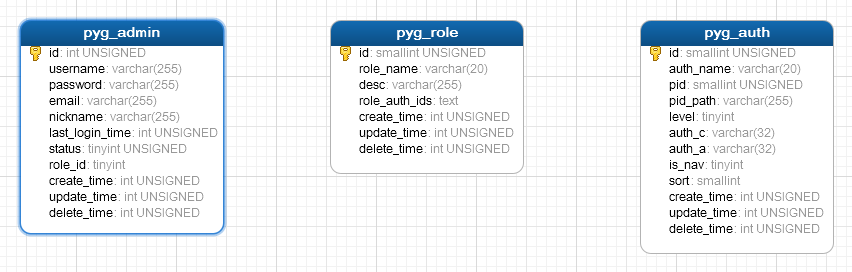 pyg_admin
id: int UNSIGNED
username: varchar(255)
password: varchar(255)
email: varchar(255)
nickname: varchar(255)
last_login_time: int UNSIGNED
status: tinyint UNSIGNED
role_id: tinyint
create_time: int UNSIGNED
update_time: int UNSIGNED
delete_time: int UNSIGNED
pyg_role
id: smallint UNSIGNED
role_name: varchar(20)
desc: varchar(255)
role_auth_ids: text
create_time: int UNSIGNED
update_time: int UNSIGNED
delete_time: int UNSIGNED
pyg_auth
id: smallint UNSIGNED
auth_name: varchar(20)
pid: smallint UNSIGNED
pid_path: varchar(255)
level: tinyint
auth_c: varchar(32)
auth_a: varchar(32)
is_nav: tinyint
sort: smallint
create_time: int UNSIGNED
update_time: int UNSIGNED
delete_time: int UNSIGNED